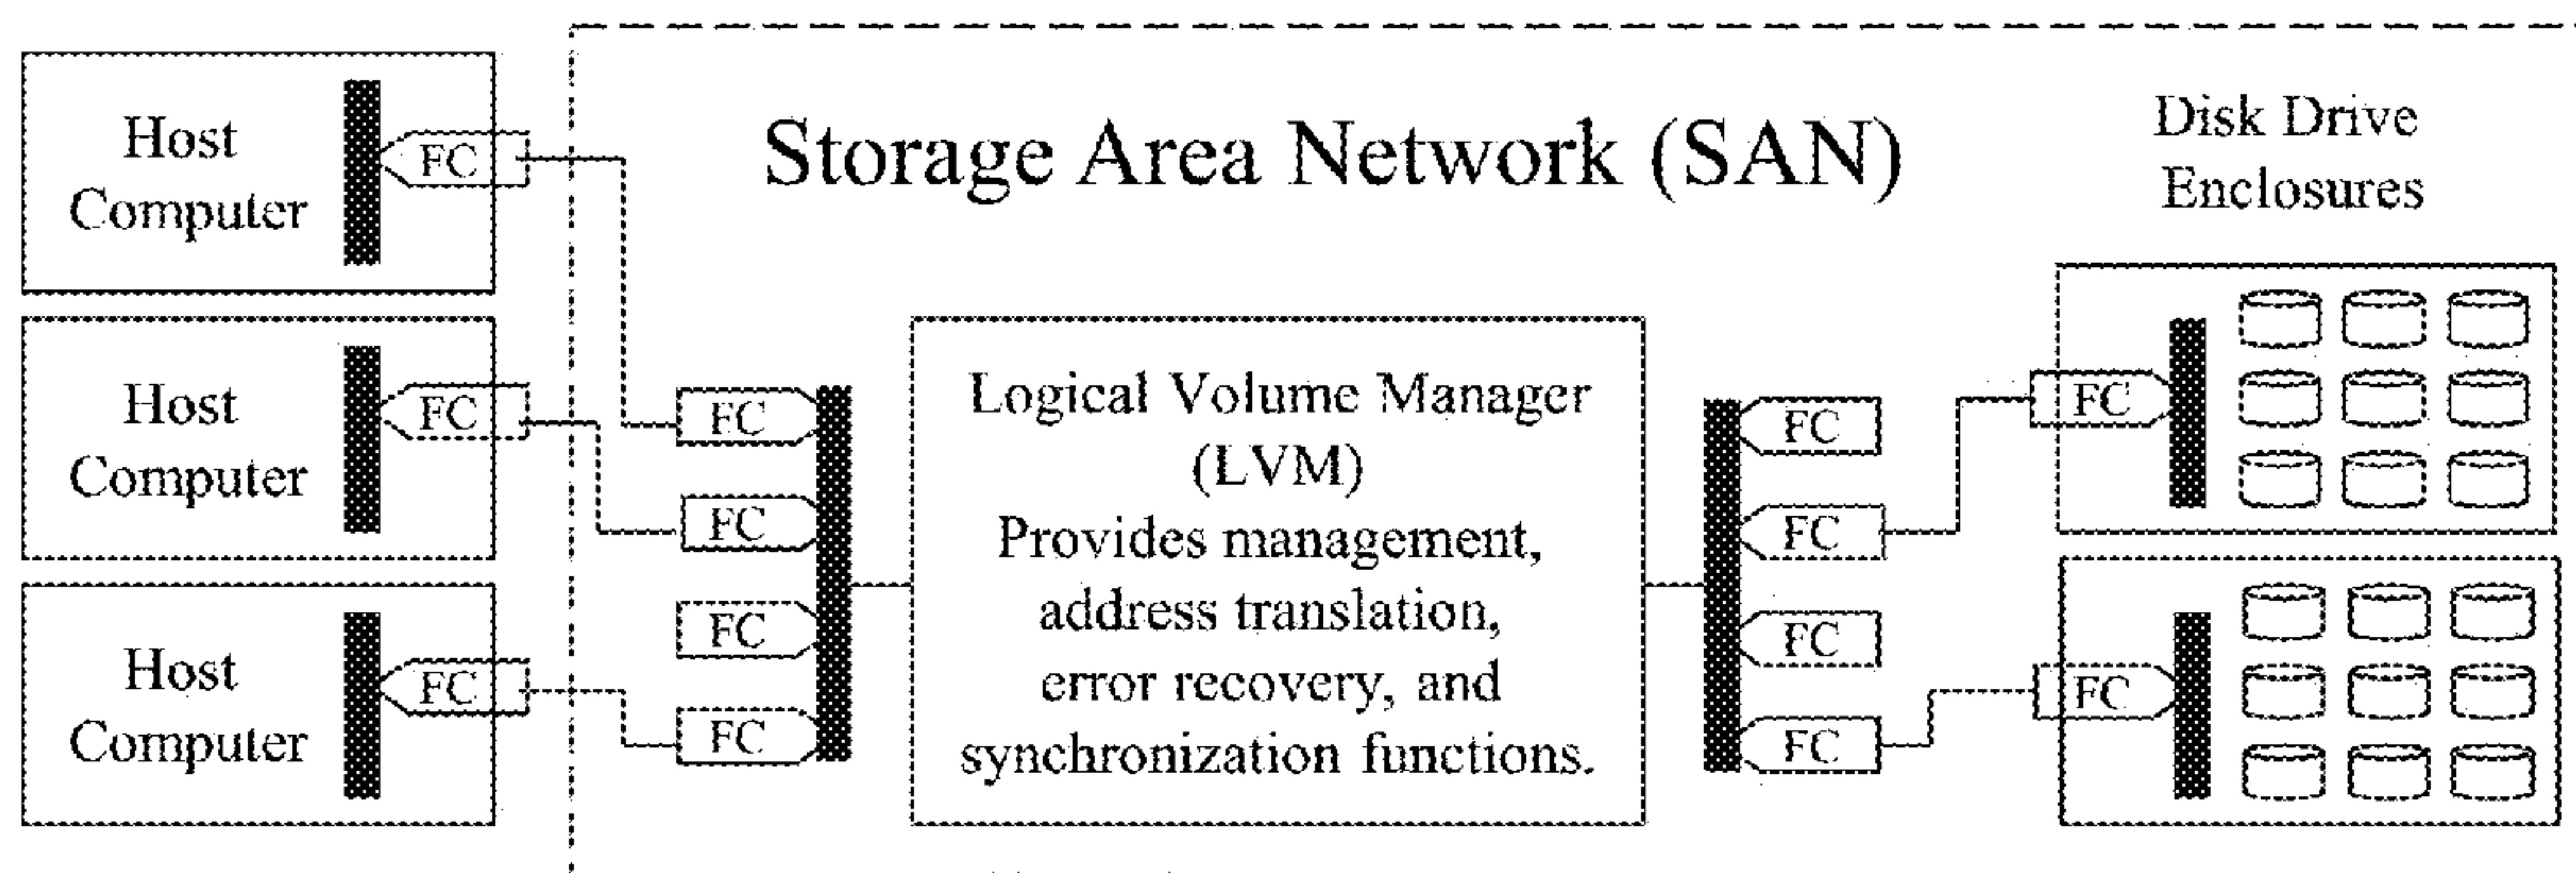 Storage Area Network (SAN)
Disk Drive
Enclosures
Host
Computer
FC
Host
Computer
FC
Host
Computer
FC
FC
FC
FC
FC
Logical Volume Manager
(LVM)
Provides management,
address translation,
error recovery, and
synchronization functions.
FC
FC
FC
FC
FC
FC